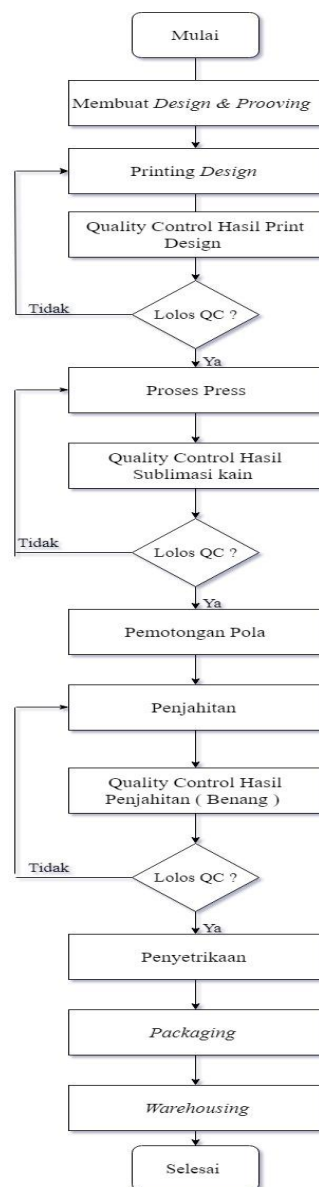 Mulai
Membuat Design & Prooving
Printing Design
Quality Control Hasil Print
Design
Lolos QC ?
Tidak
Ya
Proses Press
Quality Control Hasil
Sublimasi kain
Lolos QC ?
Tidak
Ya
Pemotongan Pola
Penjahitan
Quality Control Hasil
Penjahitan ( Benang )
Lolos QC ?
Tidak
Ya
Penyetrikaan
Packaging
Warehousing
Selesai